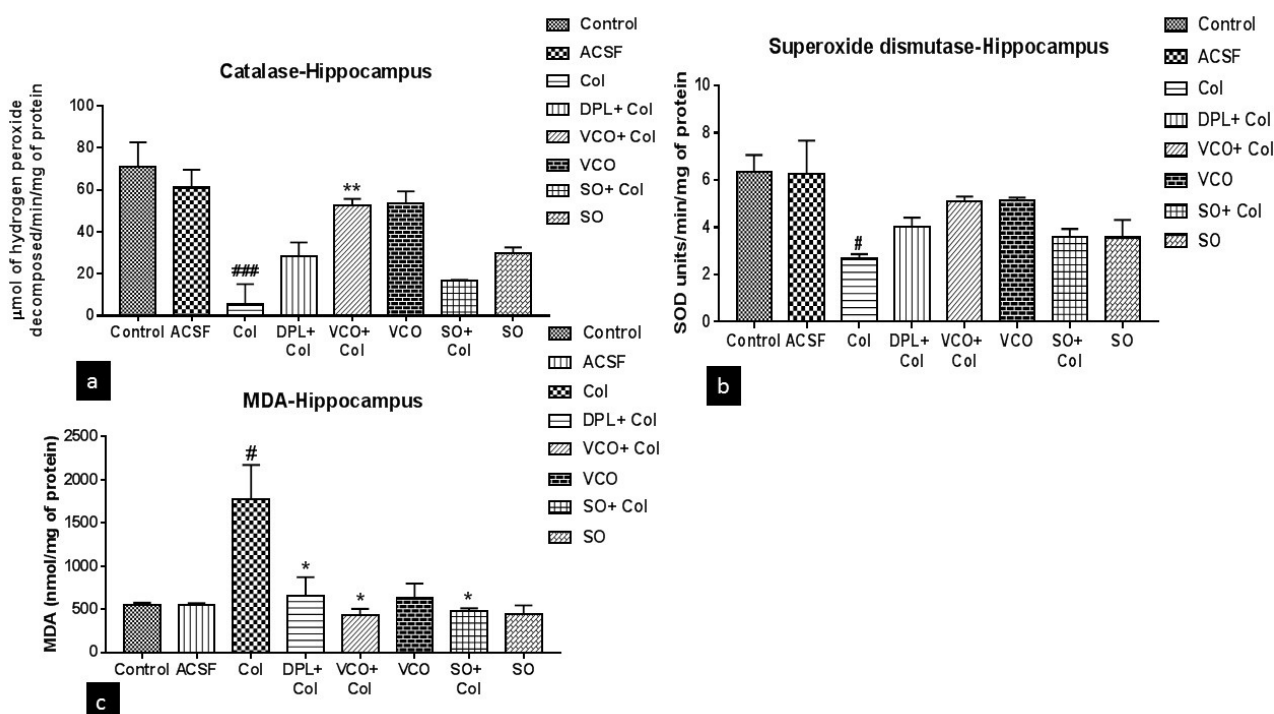 Catalase-Hippocampus
µmol of hydrogen peroxide
decomposed/min/mg of protein
100
80
60
40
20
0
###
**
Control
ACSF
Col
DPL+
Col
VCO+
Col
VCO
SO+
Col
SO
Control
ACSF
Col
DPL+ Col
VCO+ Col
VCO
SO+ Col
SO
a
Superoxide dismutase-Hippocampus
SOD units/min/mg of protein
10
8
6
4
2
0
#
Control
ACSF
Col
DPL+
Col
VCO+
Col
VCO
SO+
Col
SO
Control
ACSF
Col
DPL+ Col
VCO+ Col
VCO
SO+ Col
SO
b
MDA-Hippocampus
MDA (nmol/mg of protein)
2500
2000
1500
1000
500
0
#
*
*
*
Control
ACSF
Col
DPL+
Col
VCO+
Col
VCO
SO+
Col
SO
Control
ACSF
Col
DPL+ Col
VCO+ Col
VCO
SO+ Col
SO
c